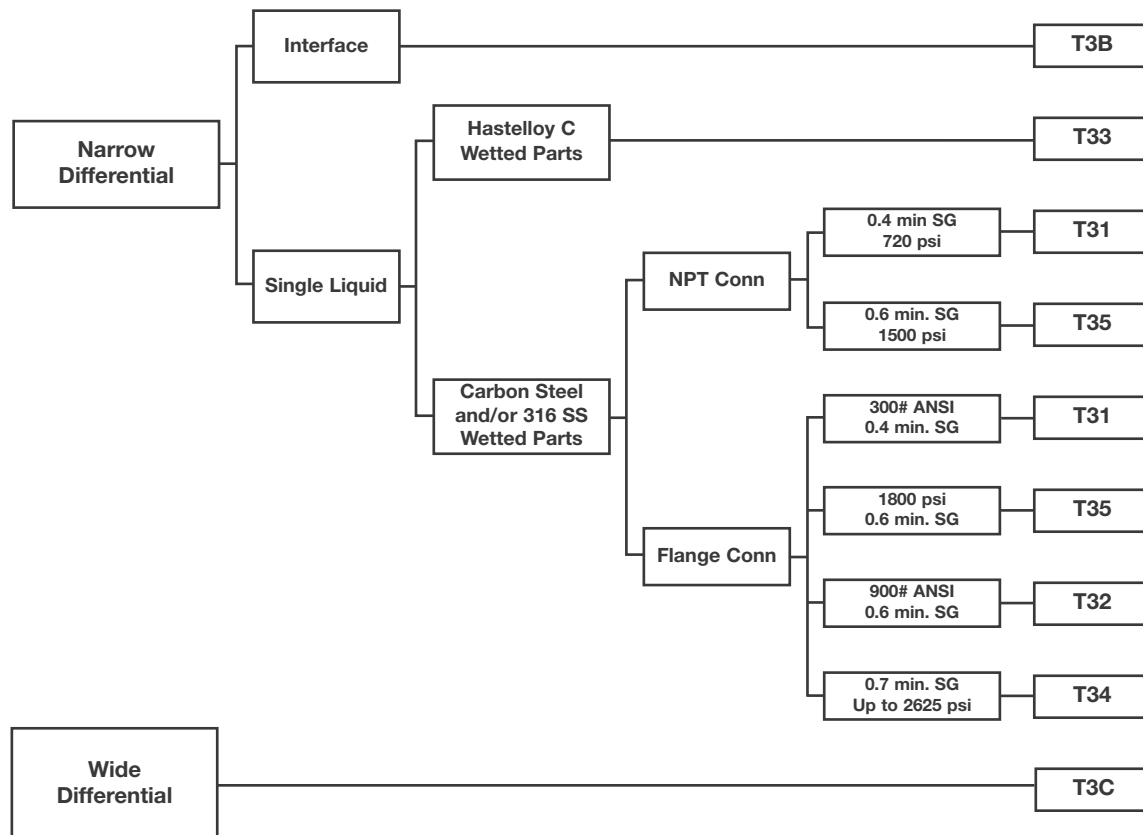 Interface
T3B
Narrow
Differential
Hastelloy C
Wetted Parts
T33
Single Liquid
NPT Conn
0.4 min SG
720 psi
T31
0.6 min. SG
1500 psi
T35
Carbon Steel
and/or 316 SS
Wetted Parts
300# ANSI
0.4 min. SG
T31
Flange Conn
1800 psi
0.6 min. SG
T35
900# ANSI
0.6 min. SG
T32
0.7 min. SG
Up to 2625 psi
T34
Wide
Differential
T3C